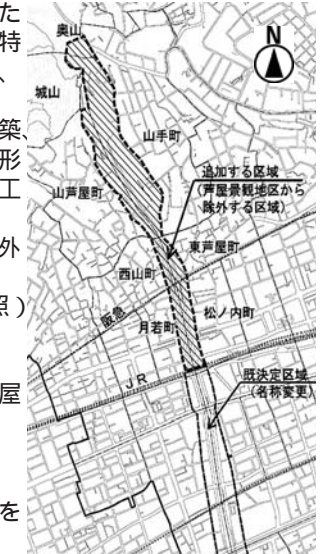 た
特
、
築、
形
工
外
照）
屋
を
奥山
N
城山
山手町
追加する区域
（芦屋景観地区から
除外する区域）
山芦屋町
東芦屋町
西山町
阪急
月若町
松ノ内町
JR
既決定区域
（名称変更）